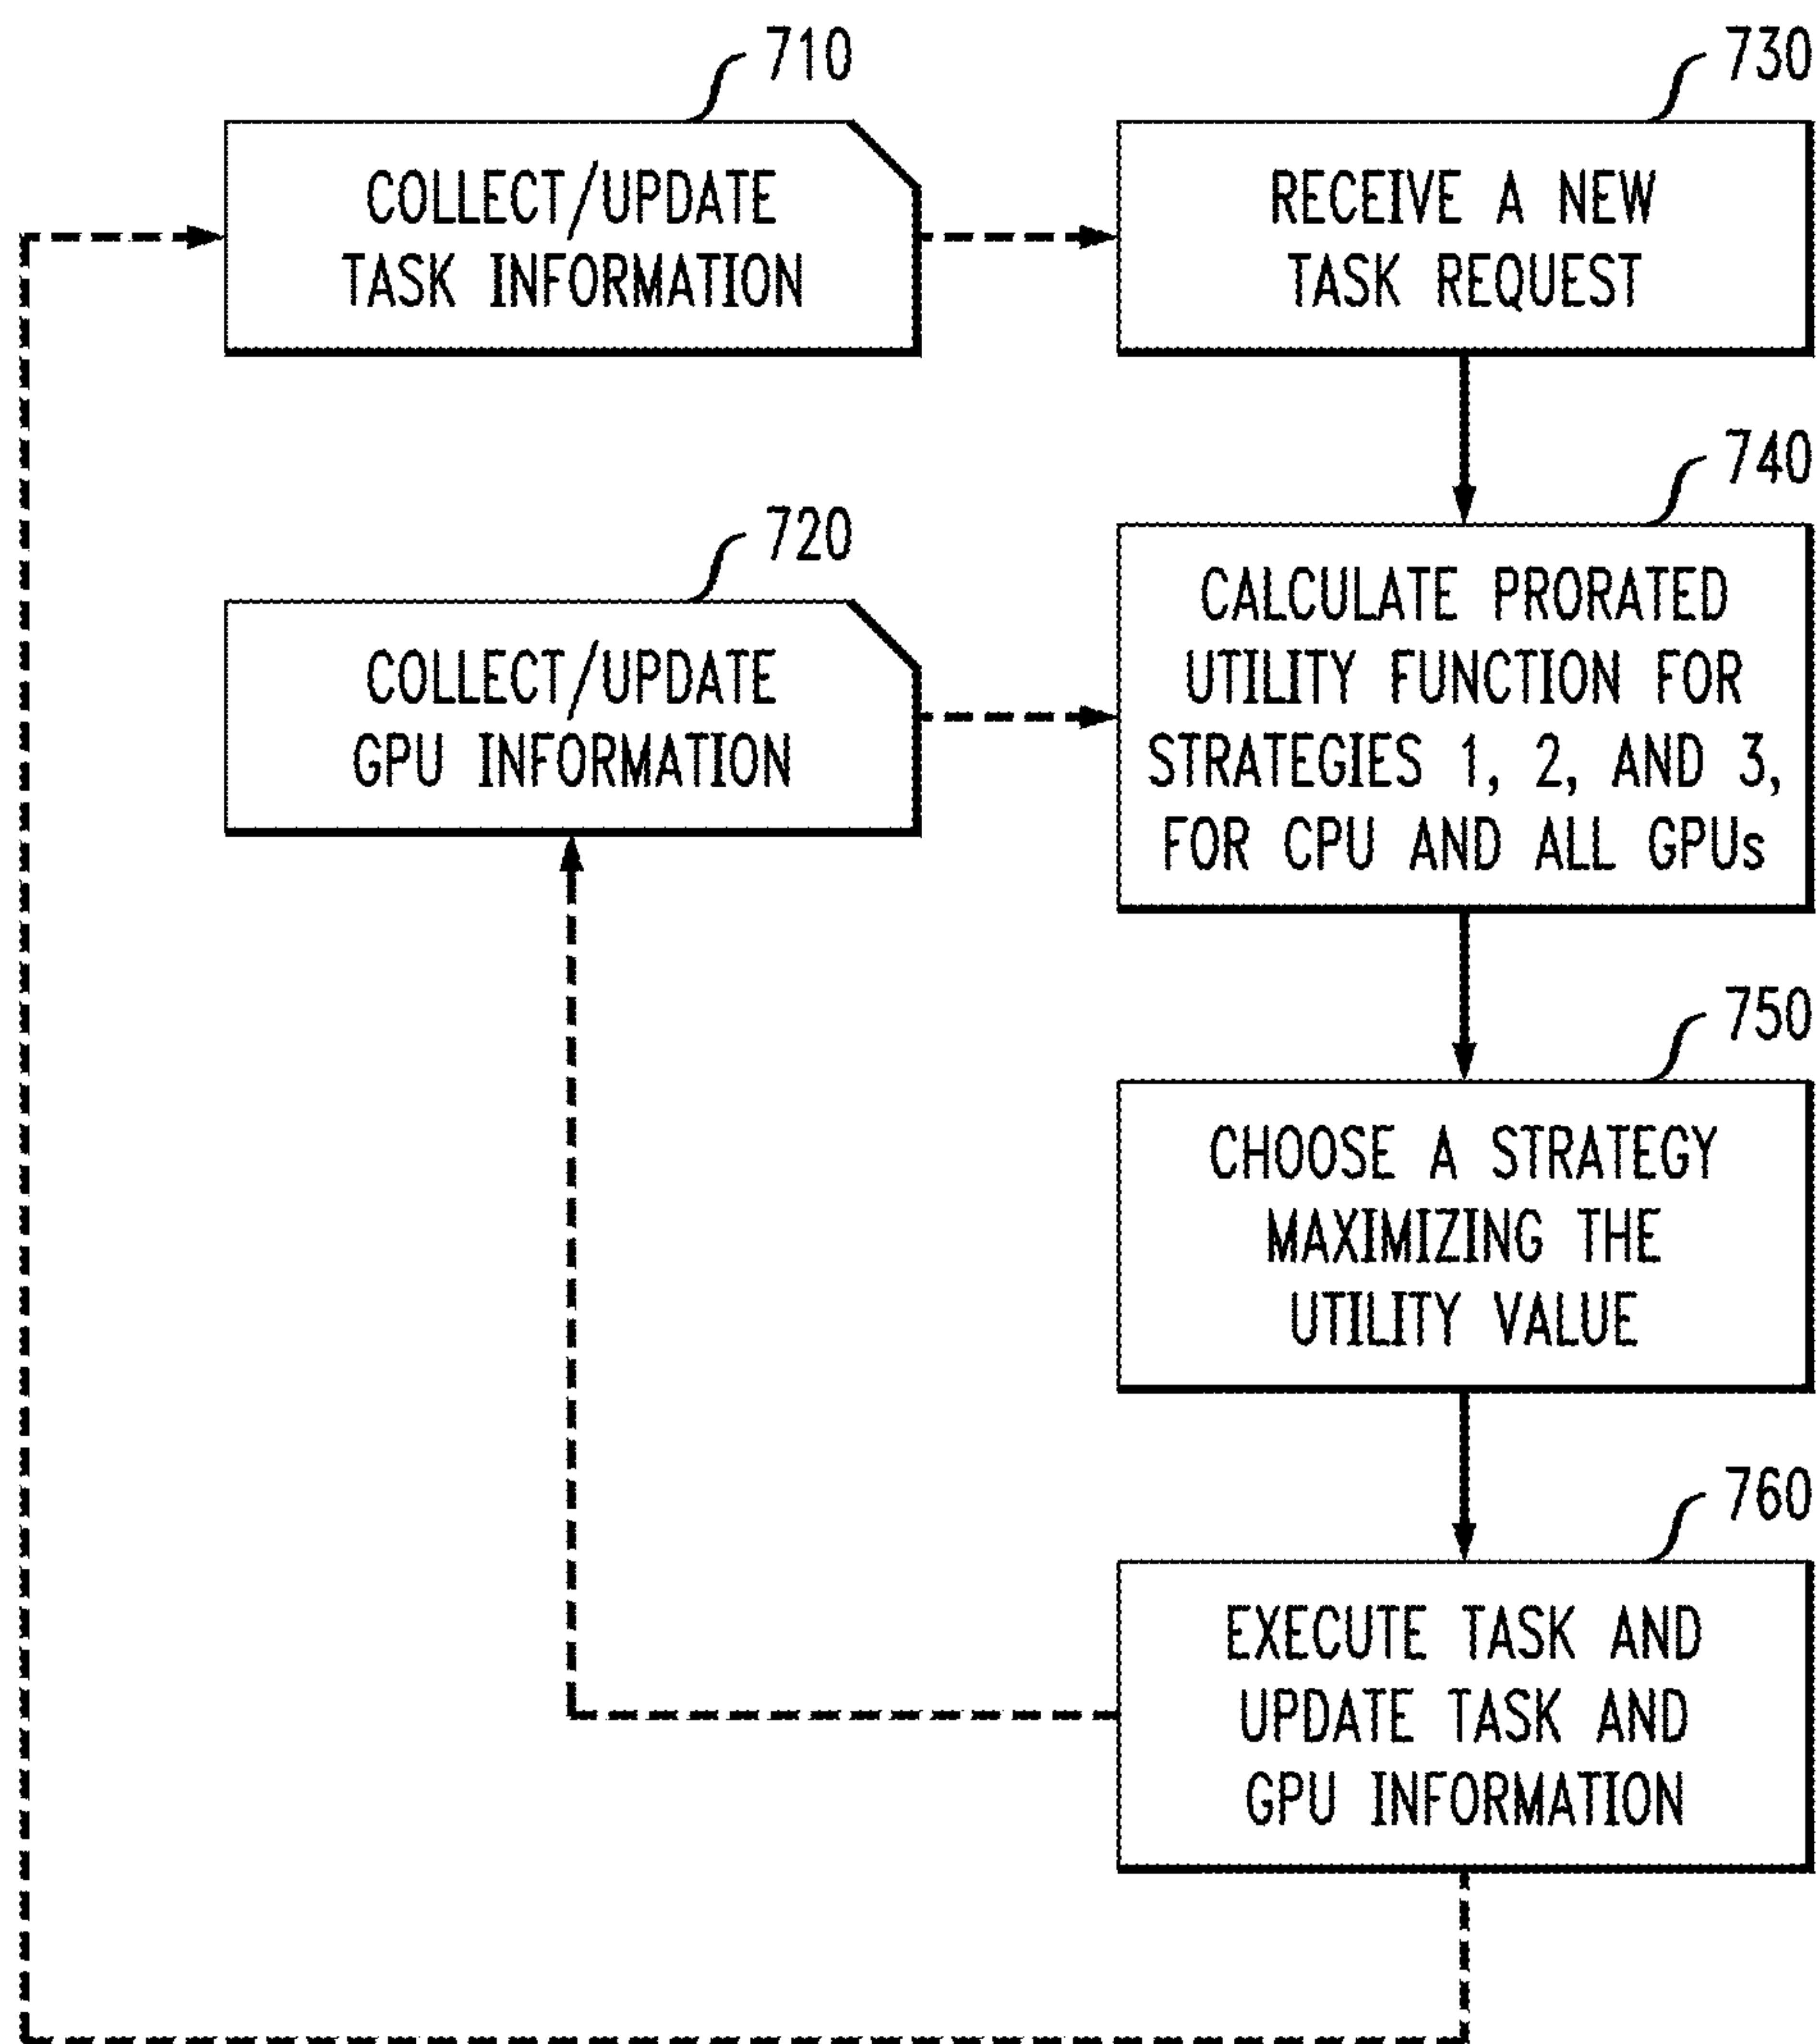 710
COLLECT/UPDATE
TASK INFORMATION
730
RECEIVE A NEW
TASK REQUEST
720
COLLECT/UPDATE
GPU INFORMATION
740
CALCULATE PRORATED
UTILITY FUNCTION FOR
STRATEGIES 1, 2, AND 3,
FOR CPU AND ALL GPUs
750
CHOOSE A STRATEGY
MAXIMIZING THE
UTILITY VALUE
760
EXECUTE TASK AND
UPDATE TASK AND
GPU INFORMATION